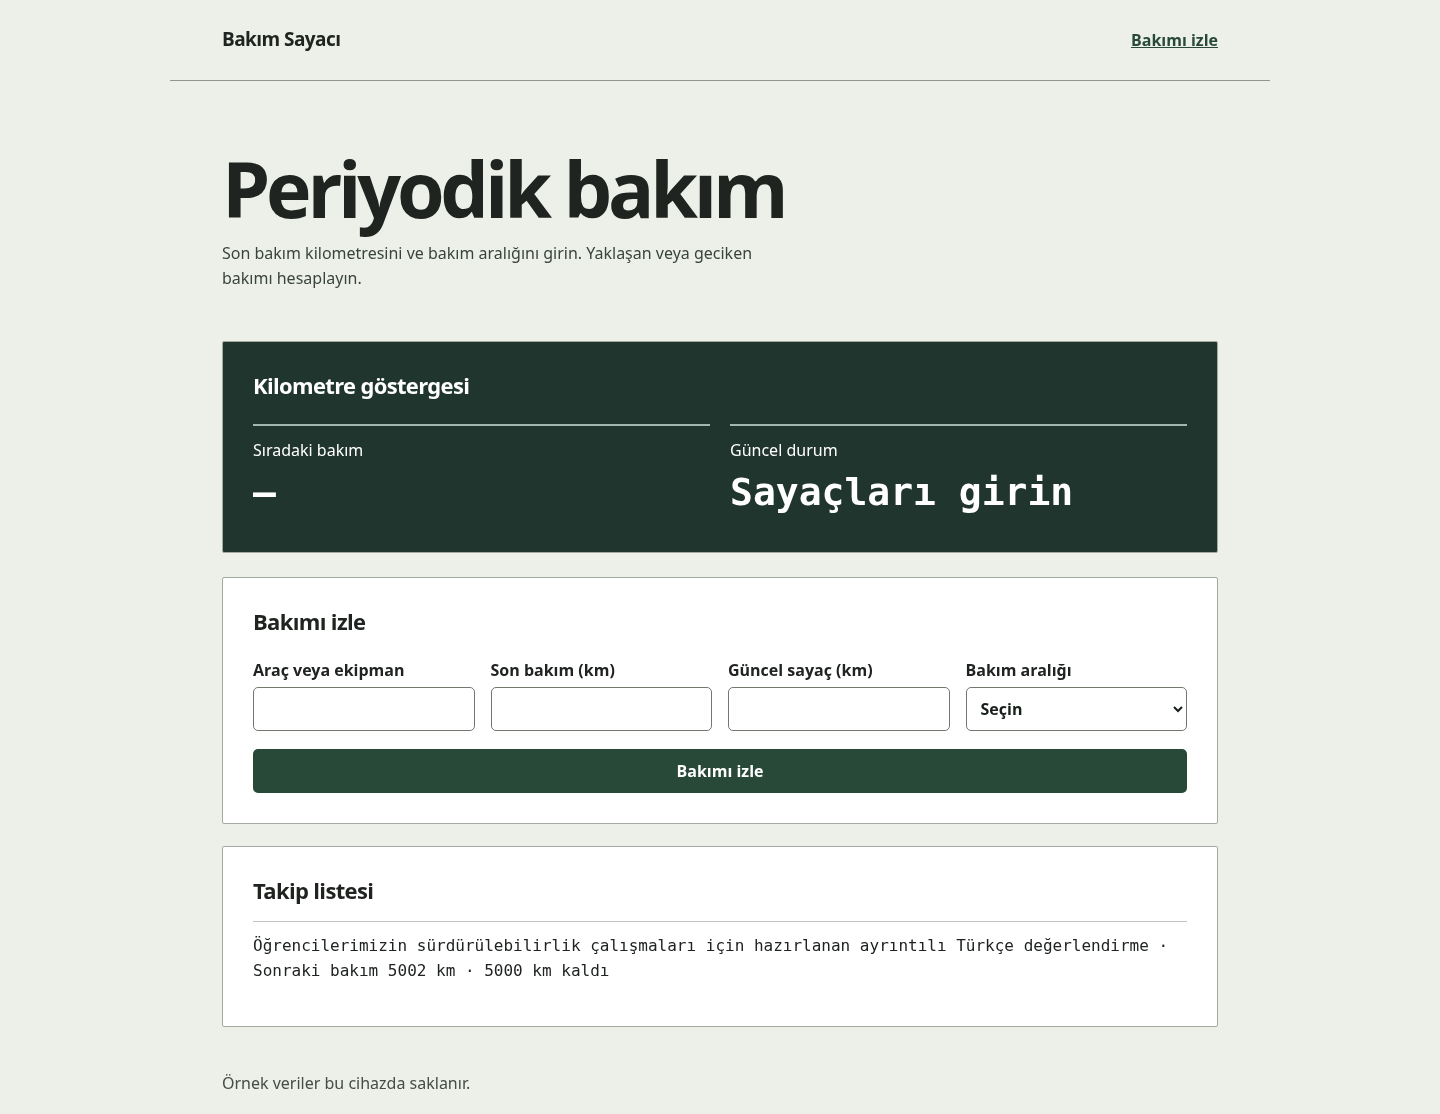 Bakım Sayacı
Bakımı izle
Periyodik bakım
Son bakım kilometresini ve bakım aralığını girin. Yaklaşan veya geciken
bakımı hesaplayın.
Kilometre göstergesi
Sıradaki bakım
Güncel durum
—
Sayaçları girin
Bakımı izle
Araç veya ekipman
Son bakım (km)
Güncel sayaç (km)
Bakım aralığı
Seçin
Bakımı izle
Takip listesi
Öğrencilerimizin sürdürülebilirlik çalışmaları için hazırlanan ayrıntılı Türkçe değerlendirme ·
Sonraki bakım 5002 km · 5000 km kaldı
Örnek veriler bu cihazda saklanır.